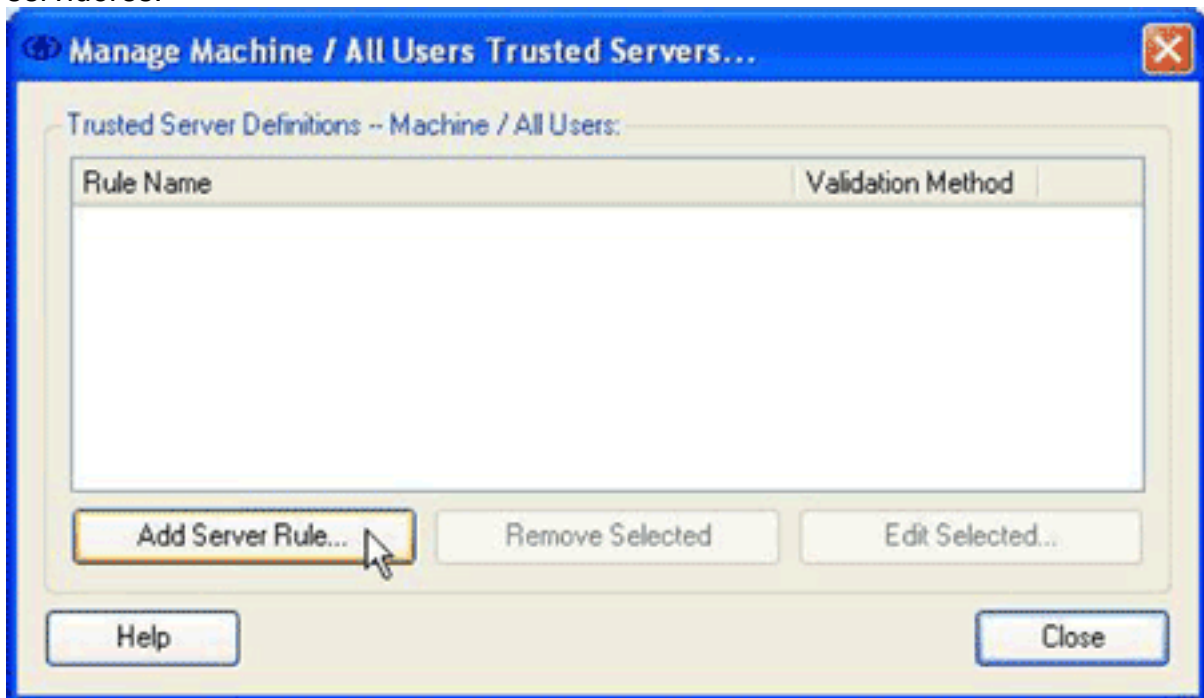 servidores.
Manage Machine / All Users Trusted Servers...
Trusted Server Definitions -- Machine / All Users:
Rule Name Validation Method
Add Server Rule... Remove Selected Edit Selected...
Help Close